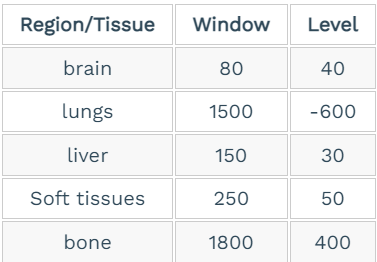 Region/Tissue Window Level
brain 80 40
lungs 1500 -600
liver 150 30
Soft tissues 250 50
bone 1800 400